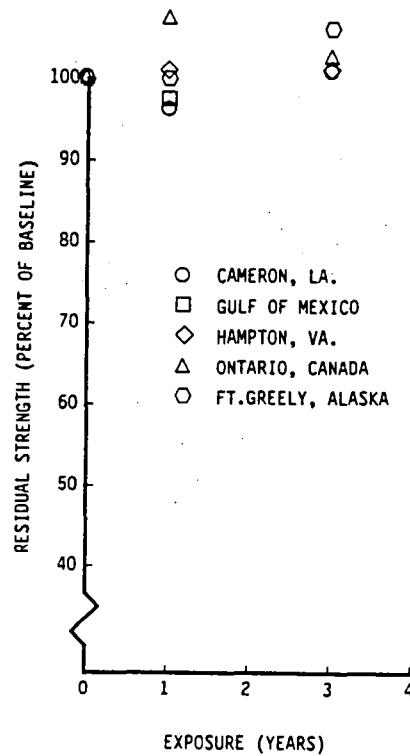 RESIDUAL STRENGTH (PERCENT OF BASELINE)
100
90
80
70
60
50
40
CAMERON, LA.
GULF OF MEXICO
HAMPTON, VA.
ONTARIO, CANADA
FT.GREELY, ALASKA
0 1 2 3 4
EXPOSURE (YEARS)